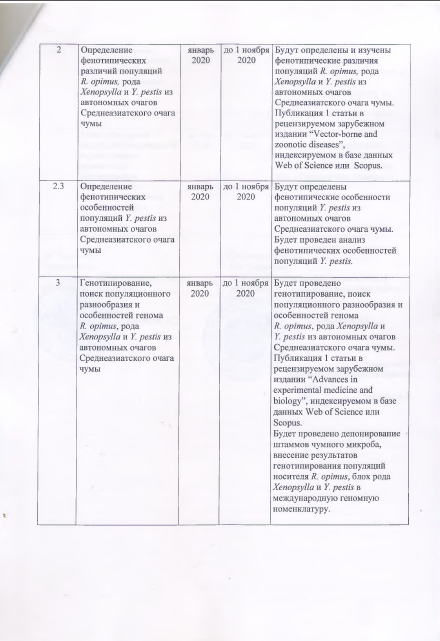 2
Определение
фенотипических
различий популяций
R. opimus, рода
Xenopsylla и Y. pestis из
автономных очагов
Среднеазиатского очага
чумы
январь
2020
до 1 ноября
2020
Будут определены и изучены
фенотипические различия
популяций R. opimus, рода
Xenopsylla и Y. pestis из
автономных очагов
Среднеазиатского очага чумы.
Публикация 1 статьи в
рецензируемом зарубежном
издании “Vector-borne and
zoonotic diseases”,
индексируемом в базе данных
Web of Science или Scopus.
2.3
Определение
фенотипических
особенностей
популяций Y. pestis из
автономных очагов
Среднеазиатского очага
чумы
январь
2020
до 1 ноября
2020
Будут определены
фенотипические особенности
популяций Y. pestis из
автономных очагов
Среднеазиатского очага чумы.
Будет проведен анализ
фенотипических особенностей
популяций Y. pestis.
3
Генотипирование,
поиск популяционного
разнообразия и
особенностей генома
R. opimus, рода
Xenopsylla и Y. pestis из
автономных очагов
Среднеазиатского очага
чумы
январь
2020
до 1 ноября
2020
Будет проведено
генотипирование, поиск
популяционного разнообразия и
особенностей генома
R. opimus, рода Xenopsylla и
Y. pestis из автономных очагов
Среднеазиатского очага чумы.
Публикация 1 статьи в
рецензируемом зарубежном
издании “Advances in
experimental medicine and
biology”, индексируемом в базе
данных Web of Science или
Scopus.
Будет проведено депонирование
штаммов чумного микроба,
внесение результатов
генотипирования популяций
носителя R. opimus, блох рода
Xenopsylla и Y. pestis в
международную геномную
номенклатуру.